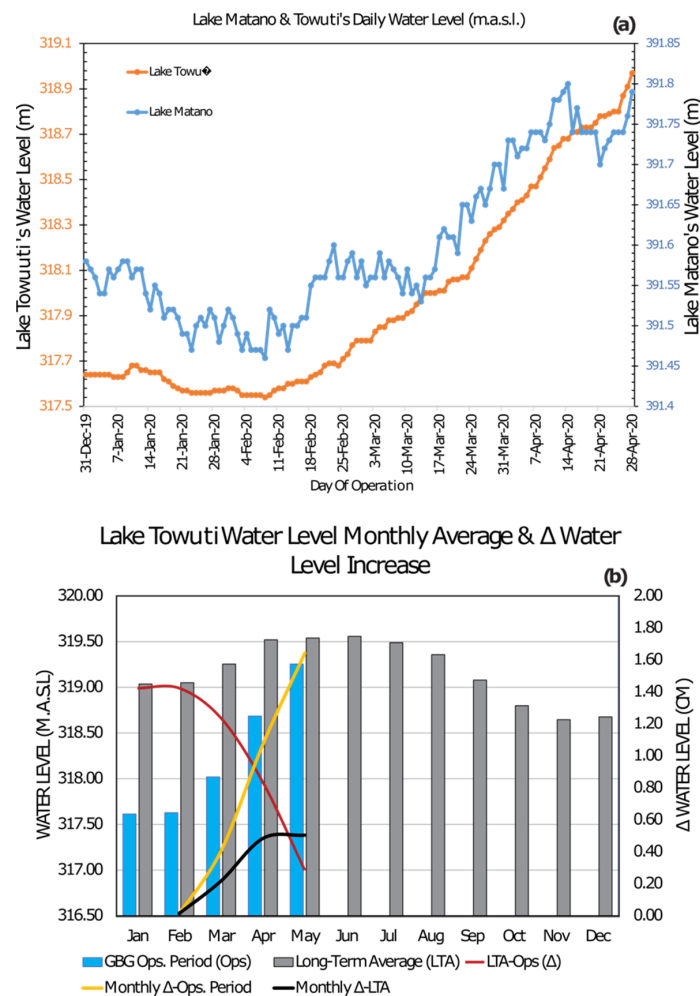 Lake Matano & Towuti's Daily Water Level (m.a.s.l.)
(a)
319.1
318.9
318.7
318.5
318.3
318.1
317.9
317.7
317.5
Lake Towuuti's Water Level (m)
Lake Towu�
Lake Matano
391.85
391.8
391.75
391.7
391.65
391.6
391.55
391.5
391.45
391.4
Lake Matano's Water Level (m)
31-Dec-19
7-Jan-20
14-Jan-20
21-Jan-20
28-Jan-20
4-Feb-20
11-Feb-20
18-Feb-20
25-Feb-20
3-Mar-20
10-Mar-20
17-Mar-20
24-Mar-20
31-Mar-20
7-Apr-20
14-Apr-20
21-Apr-20
28-Apr-20
Day Of Operation
Lake Towuti Water Level Monthly Average & Δ Water
Level Increase
(b)
320.00
319.50
319.00
318.50
318.00
317.50
317.00
316.50
WATER LEVEL (M.A.S.L)
2.00
1.80
1.60
1.40
1.20
1.00
0.80
0.60
0.40
0.20
0.00
Δ WATER LEVEL (CM)
Jan Feb Mar Apr May Jun Jul Aug Sep Oct Nov Dec
GBG Ops. Period (Ops) Long-Term Average (LTA) LTA-Ops (Δ)
Monthly Δ-Ops. Period Monthly Δ-LTA